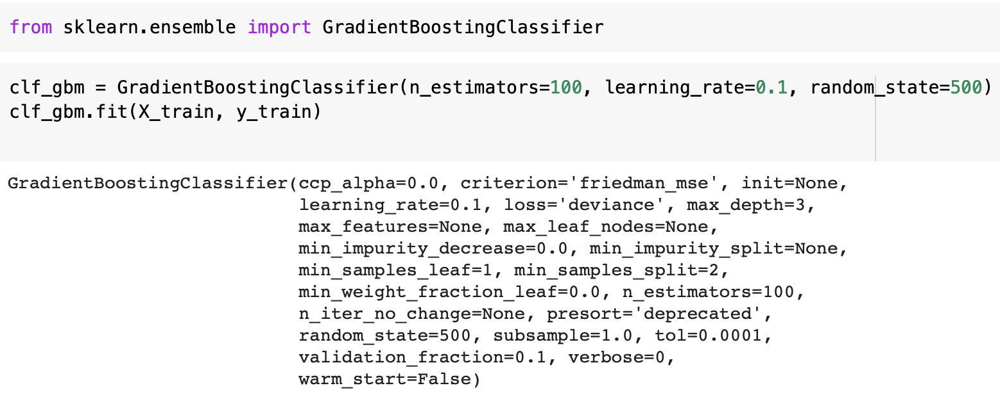 from sklearn.ensemble import GradientBoostingClassifier
clf_gbm = GradientBoostingClassifier(n_estimators=100, learning_rate=0.1, random_state=500)
clf_gbm.fit(X_train, y_train)
GradientBoostingClassifier(ccp_alpha=0.0, criterion='friedman_mse', init=None,
learning_rate=0.1, loss='deviance', max_depth=3,
max_features=None, max_leaf_nodes=None,
min_impurity_decrease=0.0, min_impurity_split=None,
min_samples_leaf=1, min_samples_split=2,
min_weight_fraction_leaf=0.0, n_estimators=100,
n_iter_no_change=None, presort='deprecated',
random_state=500, subsample=1.0, tol=0.0001,
validation_fraction=0.1, verbose=0,
warm_start=False)